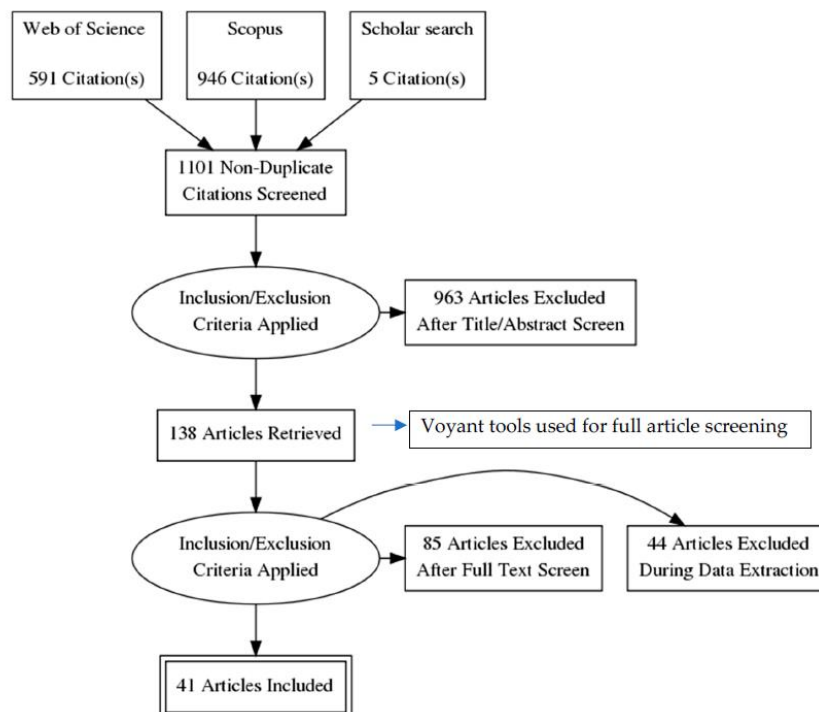 Web of Science
591 Citation(s)
Scopus
946 Citation(s)
Scholar search
5 Citation(s)
1101 Non-Duplicate
Citations Screened
Inclusion/Exclusion
Criteria Applied
963 Articles Excluded
After Title/Abstract Screen
138 Articles Retrieved
Voyant tools used for full article screening
Inclusion/Exclusion
Criteria Applied
85 Articles Excluded
After Full Text Screen
44 Articles Excluded
During Data Extraction
41 Articles Included